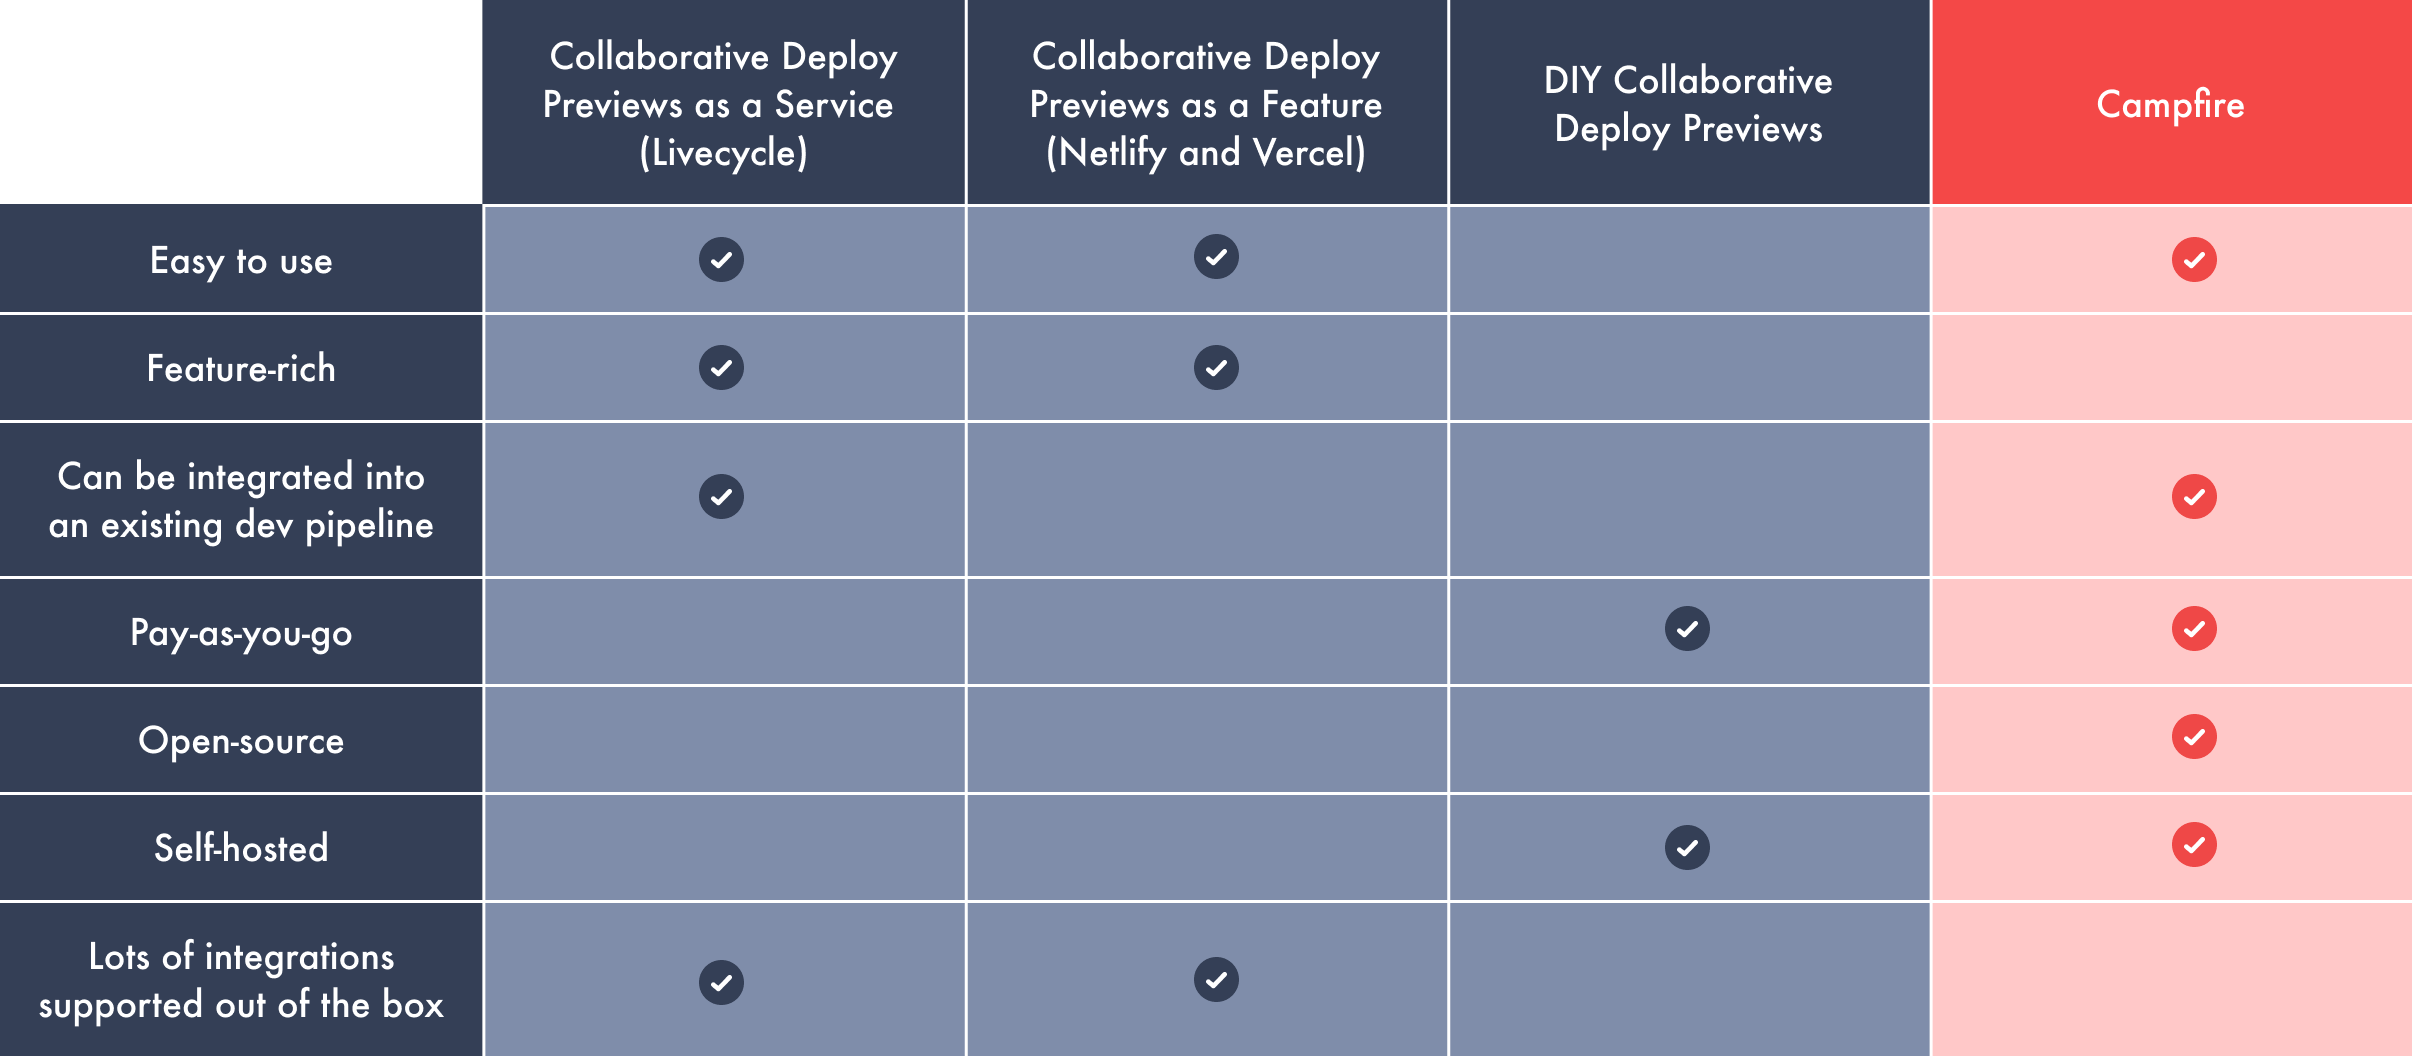 Collaborative Deploy
Previews as a Service
(Livecycle)
Collaborative Deploy
Previews as a Feature
(Netlify and Vercel)
DIY Collaborative
Deploy Previews
Campfire
Easy to use
Feature-rich
Can be integrated into
an existing dev pipeline
Pay-as-you-go
Open-source
Self-hosted
Lots of integrations
supported out of the box